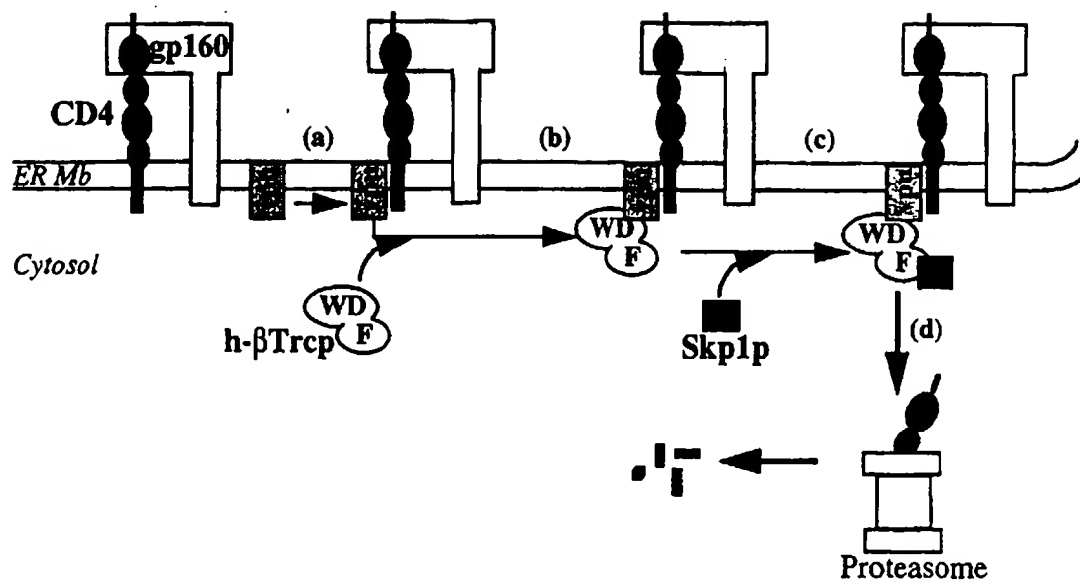 gp160
CD4
(a)
(b)
(c)
ER Mb
Cytosol
WD
F
WD
F
WD
F
h-βTrcp
Skp1p
(d)
Proteasome